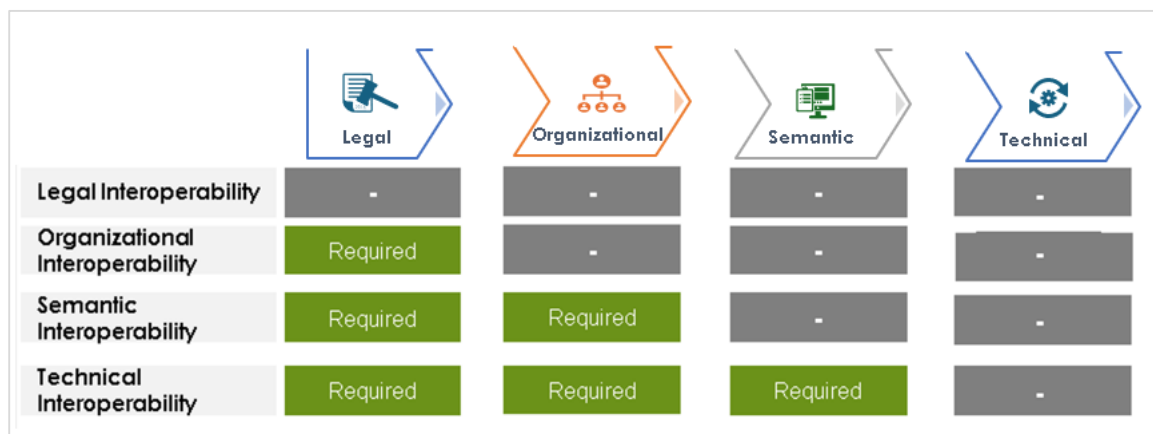 Legal
Organizational
Semantic
Technical
Legal Interoperability
-
-
-
-
Organizational
Interoperability
Required
-
-
-
Semantic
Interoperability
Required
Required
-
-
Technical
Interoperability
Required
Required
Required
-